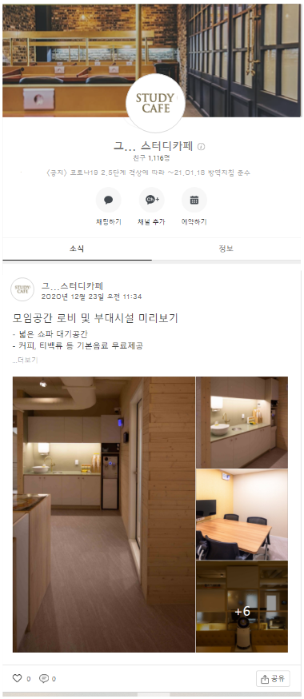 STUDY
CAFE
그... 스터디카페
친구 1,116명
<공지> 코로나19 2.5단계 격상에 따라 ~21.01.18 방역지침 준수
채팅하기
Ch+
채널 추가
예약하기
소식
정보
STUDY
CAFE
그...스터디카페
2020년 12월 23일 오전 11:34
모임공간 로비 및 부대시설 미리보기
- 넓은 쇼파 대기공간
- 커피, 티백류 등 기본음료 무료제공
...더보기
+6
0
0
공유